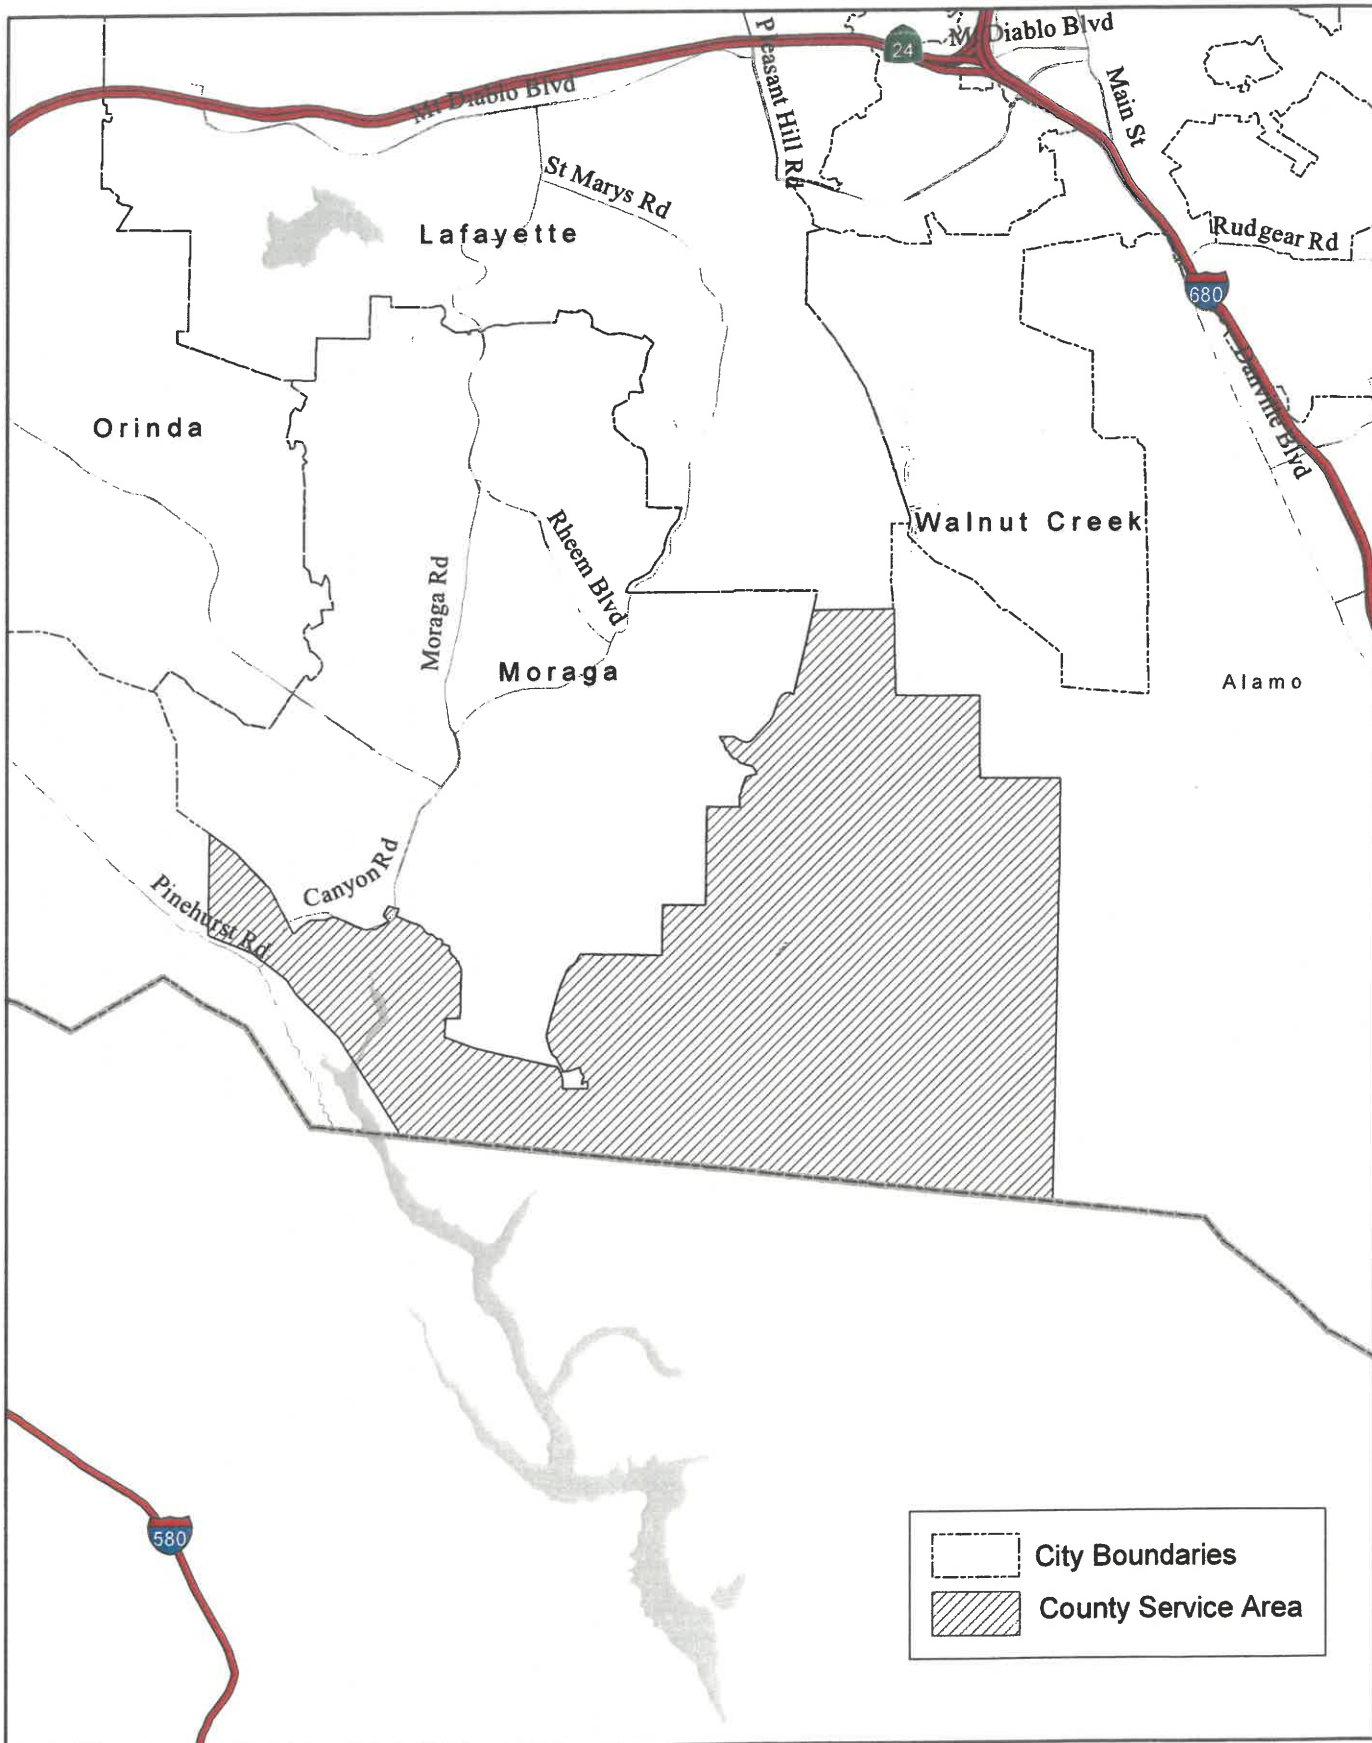 24
Mt Diablo Blvd
Mt Diablo Blvd
Pleasant Hill Rd
Main St
St Marys Rd
Lafayette
Rudgear Rd
680
Danville Blvd
Orinda
Walnut Creek
Rheem Blvd
Moraga Rd
Moraga
Alamo
Canyon Rd
Pinehurst Rd
580
City Boundaries
County Service Area